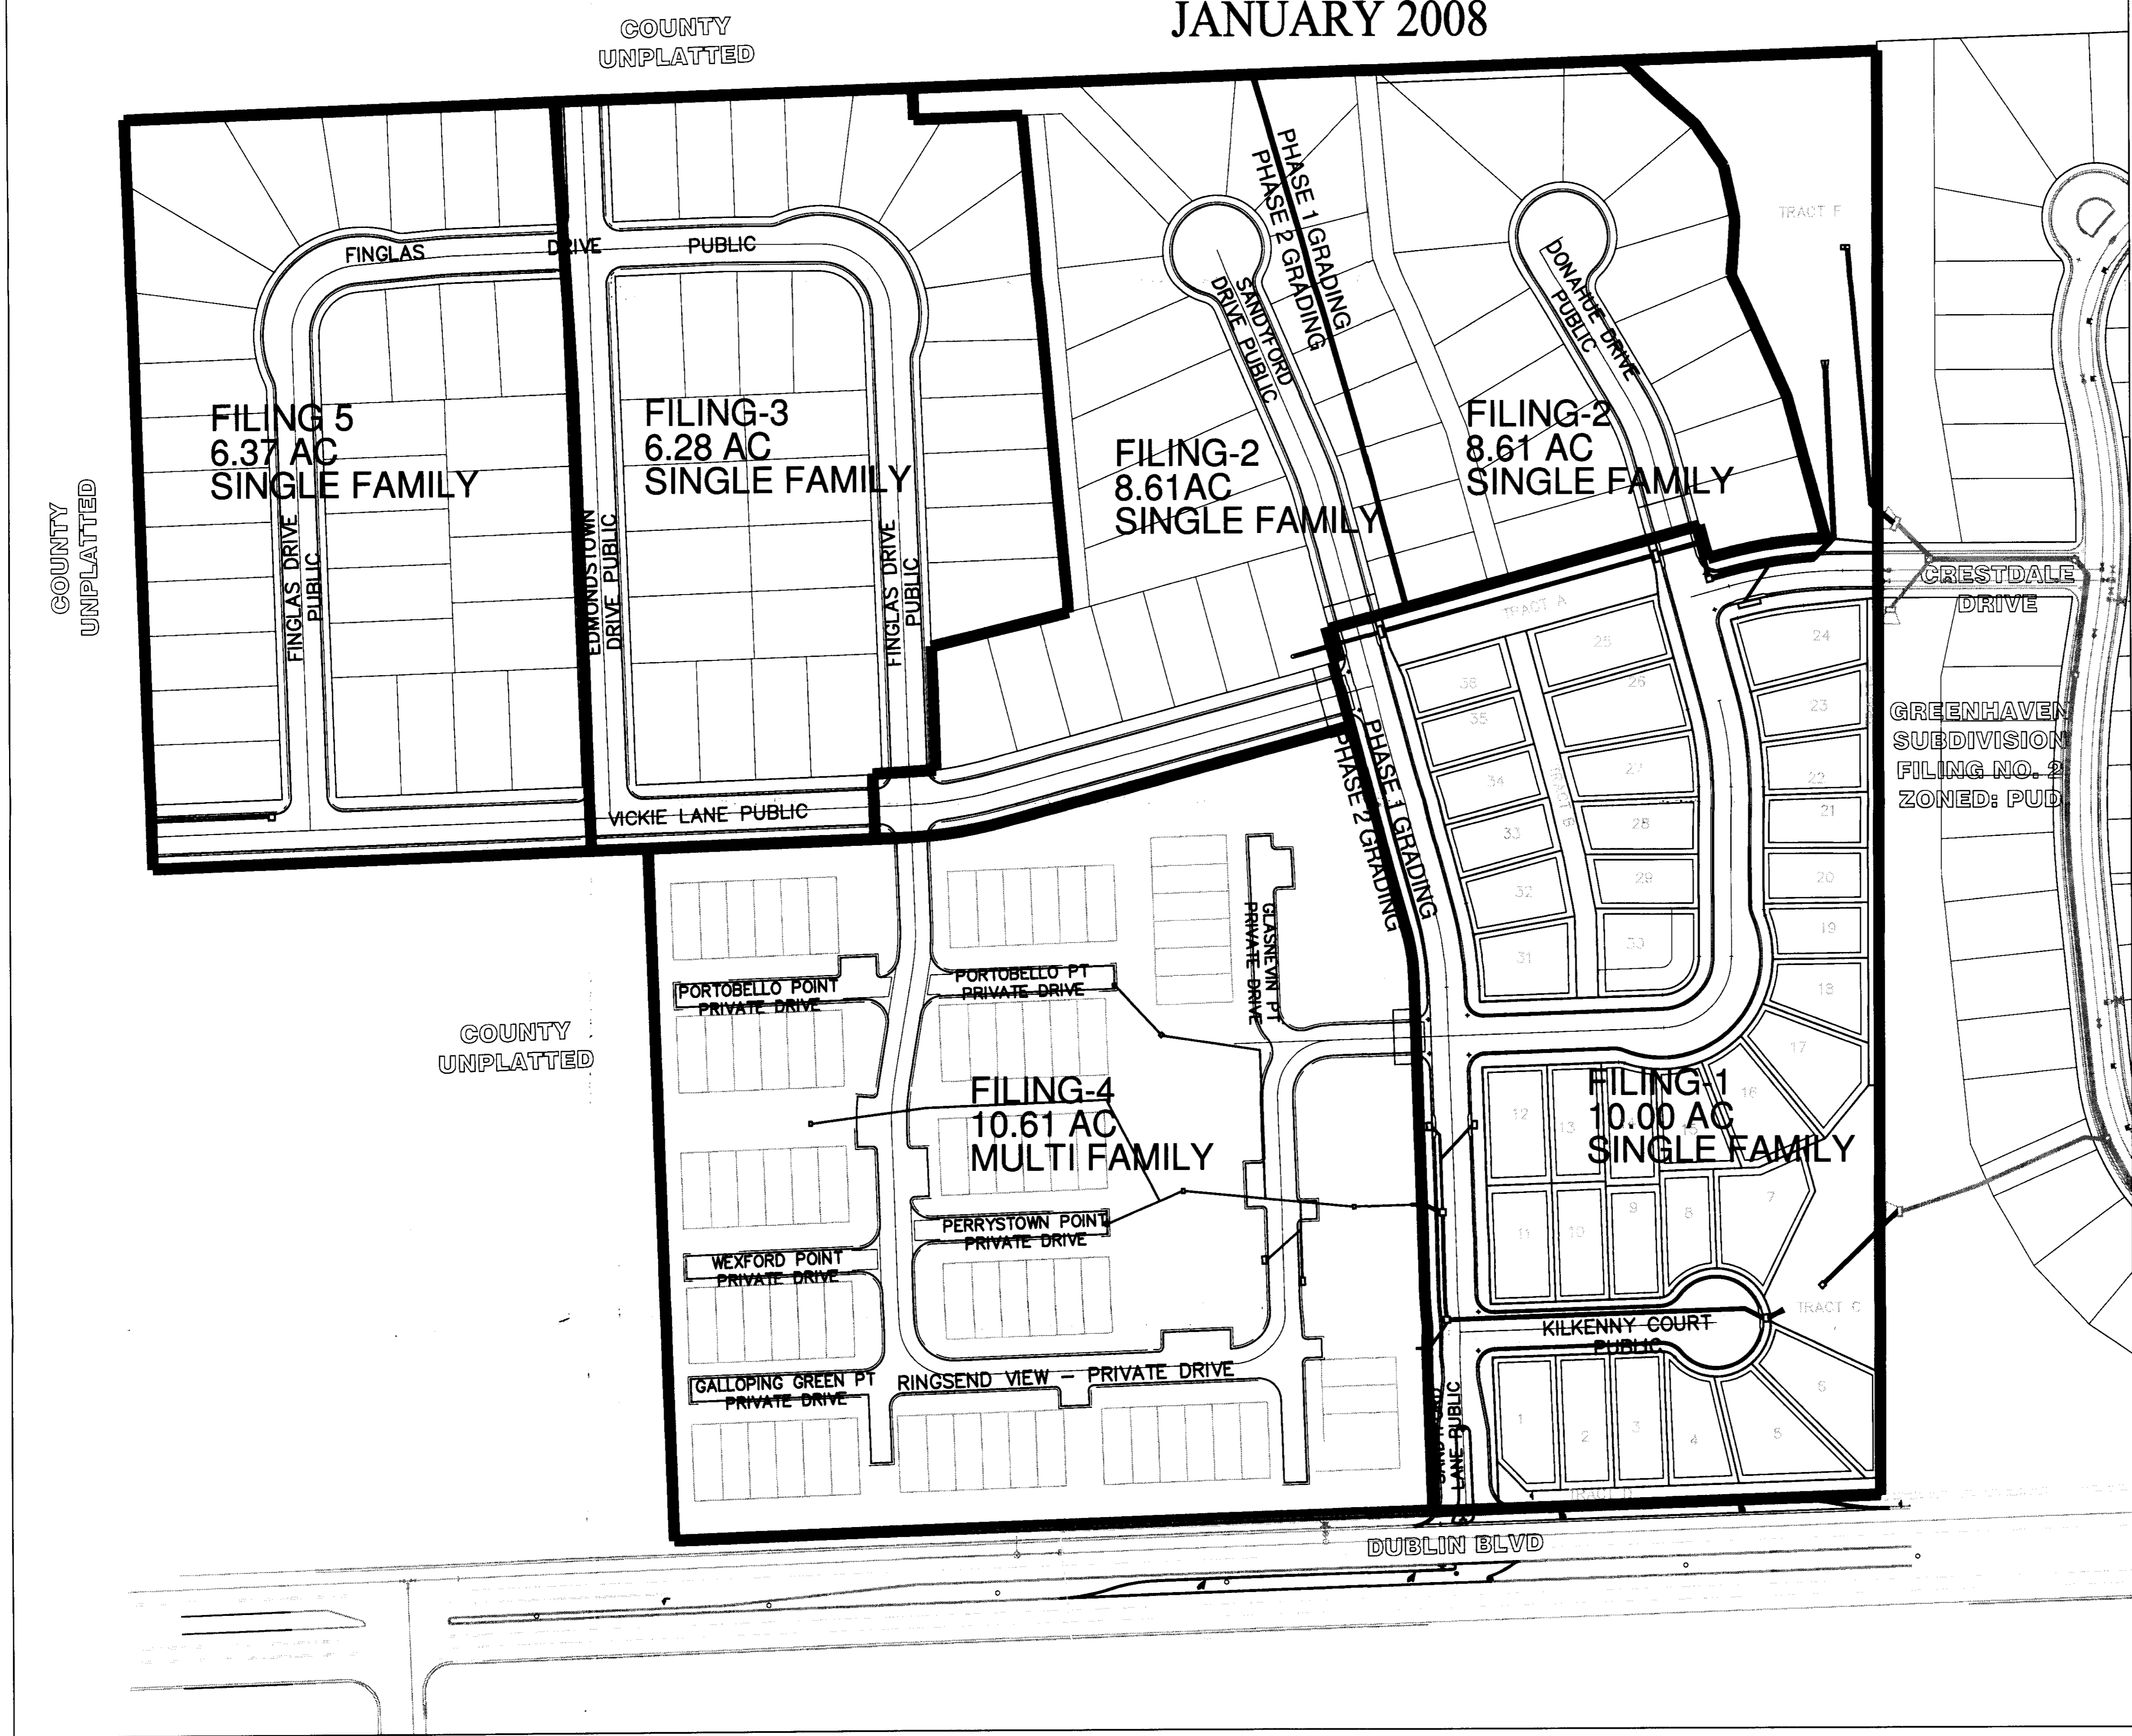 JANUARY 2008
COUNTY
UNPLATTED
TRACT F
PHASE 1 GRADING
PHASE 2 GRADING
FINGLAS
DRIVE
PUBLIC
SANDYFORD
DRIVE PUBLIC
DONAHUE DRIVE
PUBLIC
FILING 5
6.37 AC
SINGLE FAMILY
FILING-3
6.28 AC
SINGLE FAMILY
FILING-2
8.61AC
SINGLE FAMILY
FILING-2
8.61 AC
SINGLE FAMILY
COUNTY
UNPLATTED
FINGLAS DRIVE
PUBLIC
EDMONDSTOWN
DRIVE PUBLIC
FINGLAS DRIVE
PUBLIC
CRESTDALE
DRIVE
TRACT A
24
25
26
36
35
23
GREENHAVEN
SUBDIVISION
FILING NO. 2
ZONED: PUD
PHASE 1 GRADING
PHASE 2 GRADING
34
27
22
33
28
21
32
29
20
31
30
19
18
17
VICKIE LANE PUBLIC
GLASNEVIN PT
PRIVATE DRIVE
PORTOBELLO POINT
PRIVATE DRIVE
PORTOBELLO PT
PRIVATE DRIVE
COUNTY
UNPLATTED
FILING-4
10.61 AC
MULTI FAMILY
FILING-1
10.00 AC
SINGLE FAMILY
12
13
16
11
10
9
8
7
PERRYSTOWN POINT
PRIVATE DRIVE
WEXFORD POINT
PRIVATE DRIVE
TRACT C
KILKENNY COURT
PUBLIC
GALLOPING GREEN PT
PRIVATE DRIVE
RINGSEND VIEW - PRIVATE DRIVE
LANE PUBLIC
1
2
3
4
5
6
TRACT D
DUBLIN BLVD